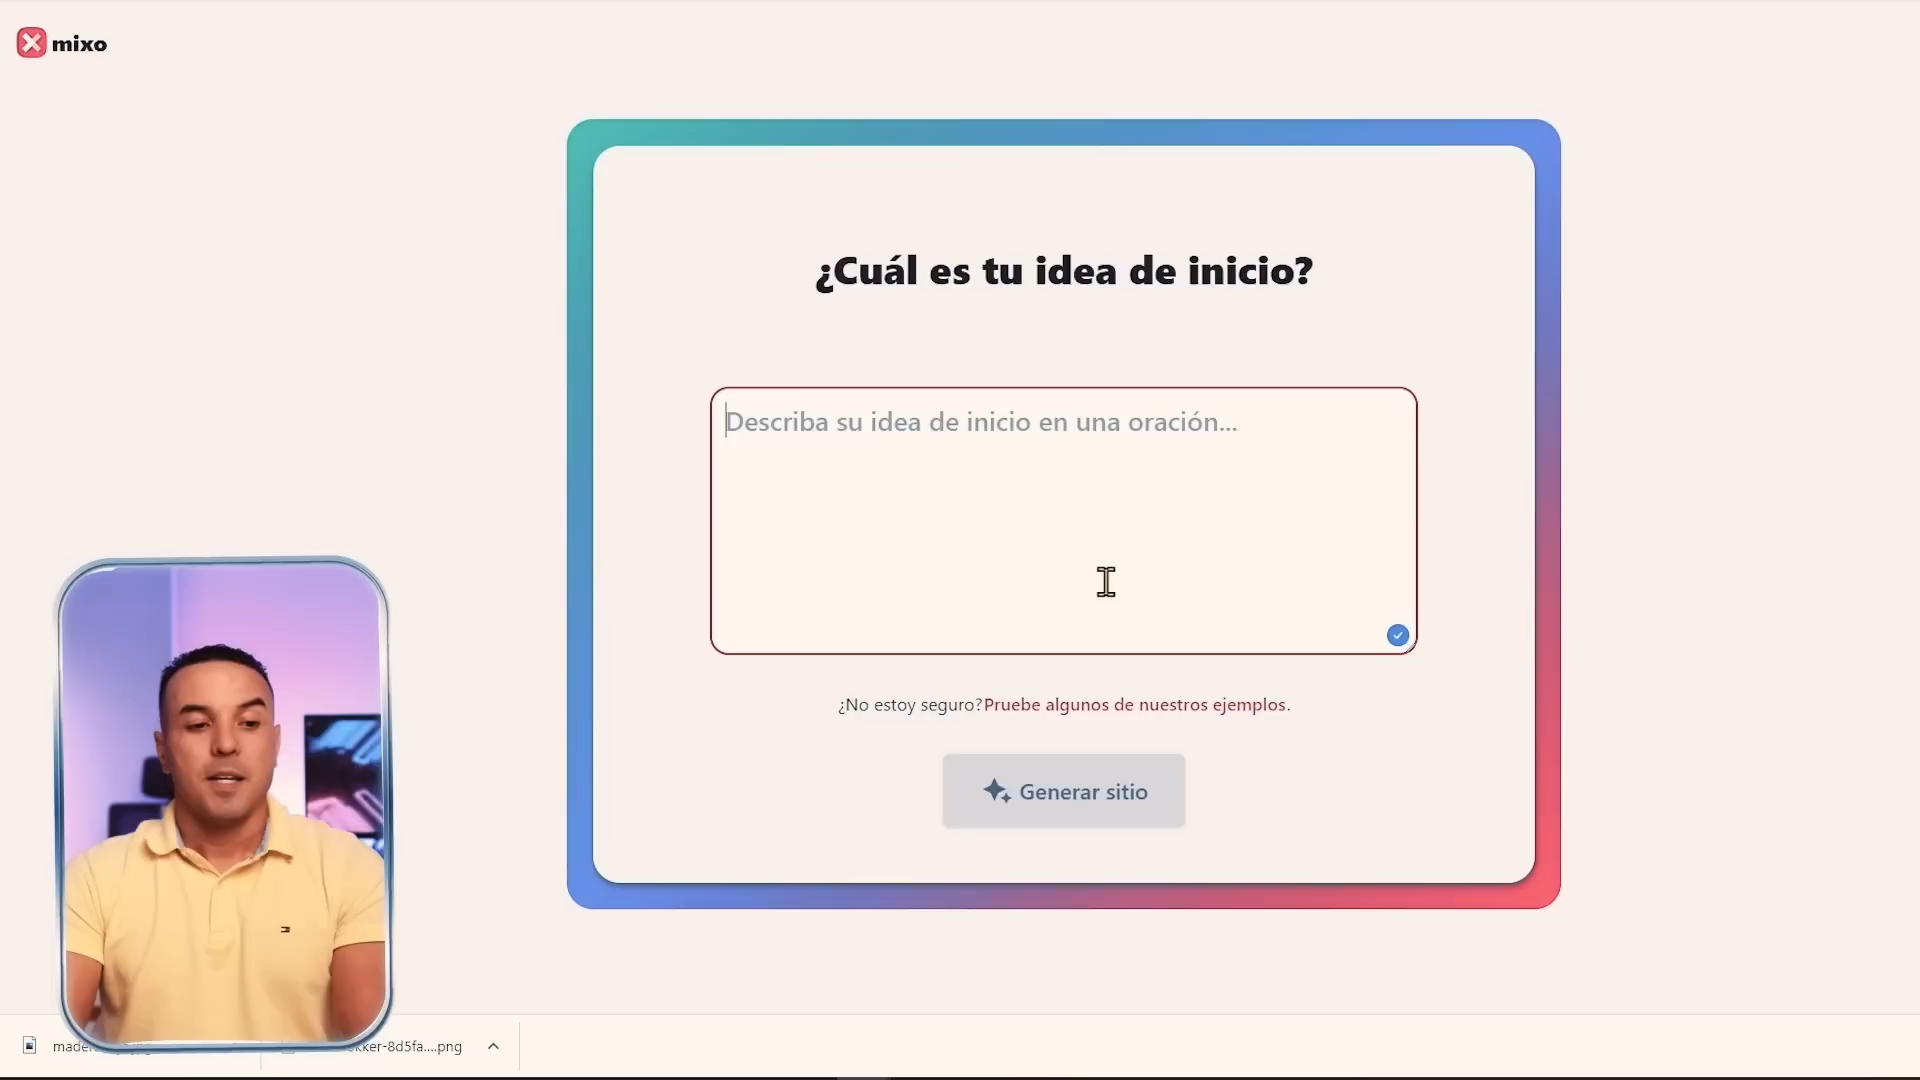 mixo
¿Cuál es tu idea de inicio?
Describa su idea de inicio en una oración...
¿No estoy seguro?Pruebe algunos de nuestros ejemplos.
Generar sitio
kker-8d5fa....png